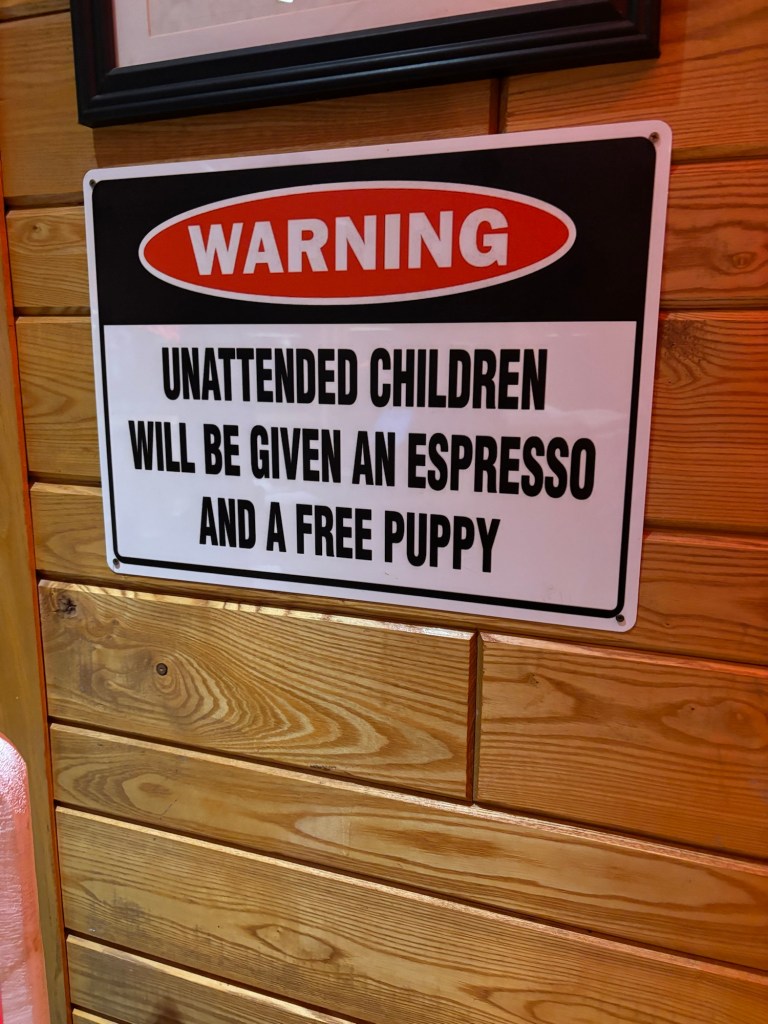 WARNING
UNATTENDED CHILDREN
WILL BE GIVEN AN ESPRESSO
AND A FREE PUPPY